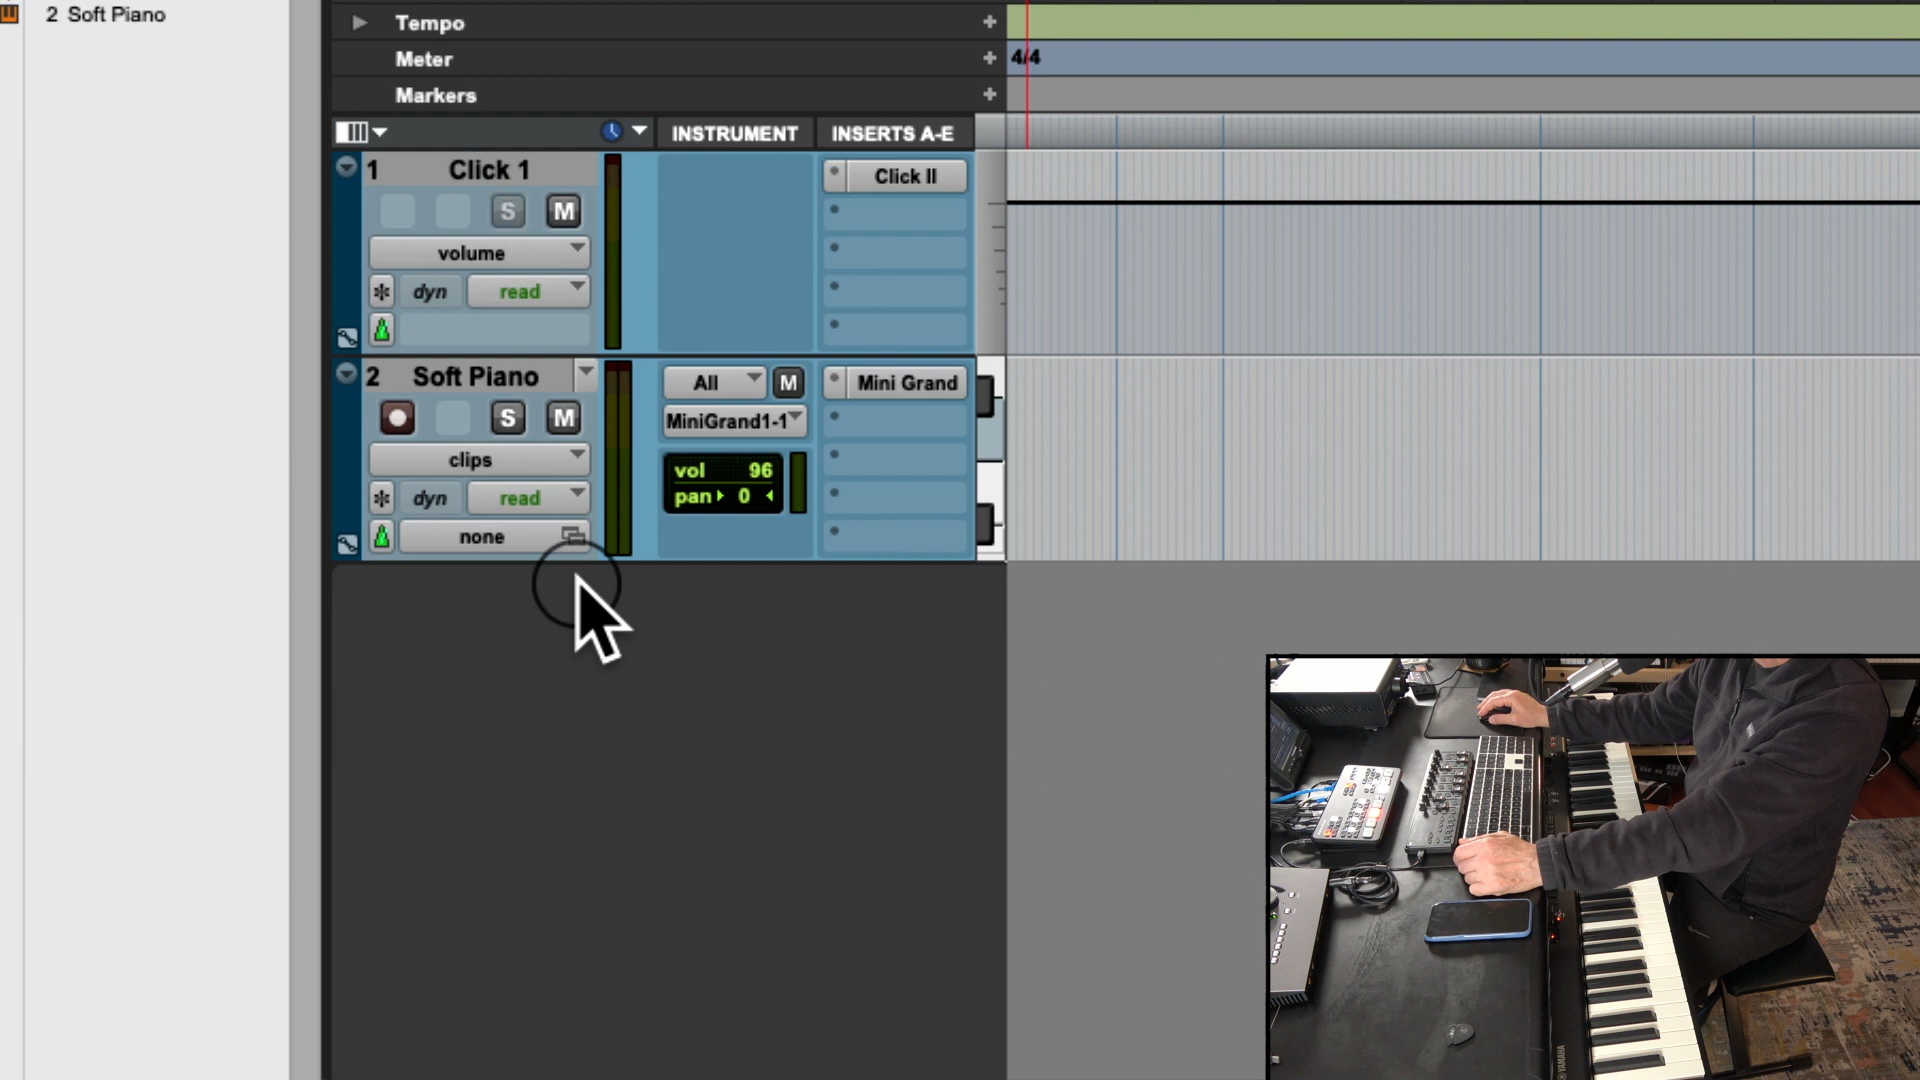 2 Soft Piano
Tempo
Meter
4/4
Markers
INSTRUMENT
INSERTS A-E
1 Click 1
Click II
S M
volume
dyn read
2 Soft Piano
All M
Mini Grand
S M
MiniGrand1-1
clips
vol 96
dyn read
pan 0
none
YAMAHA